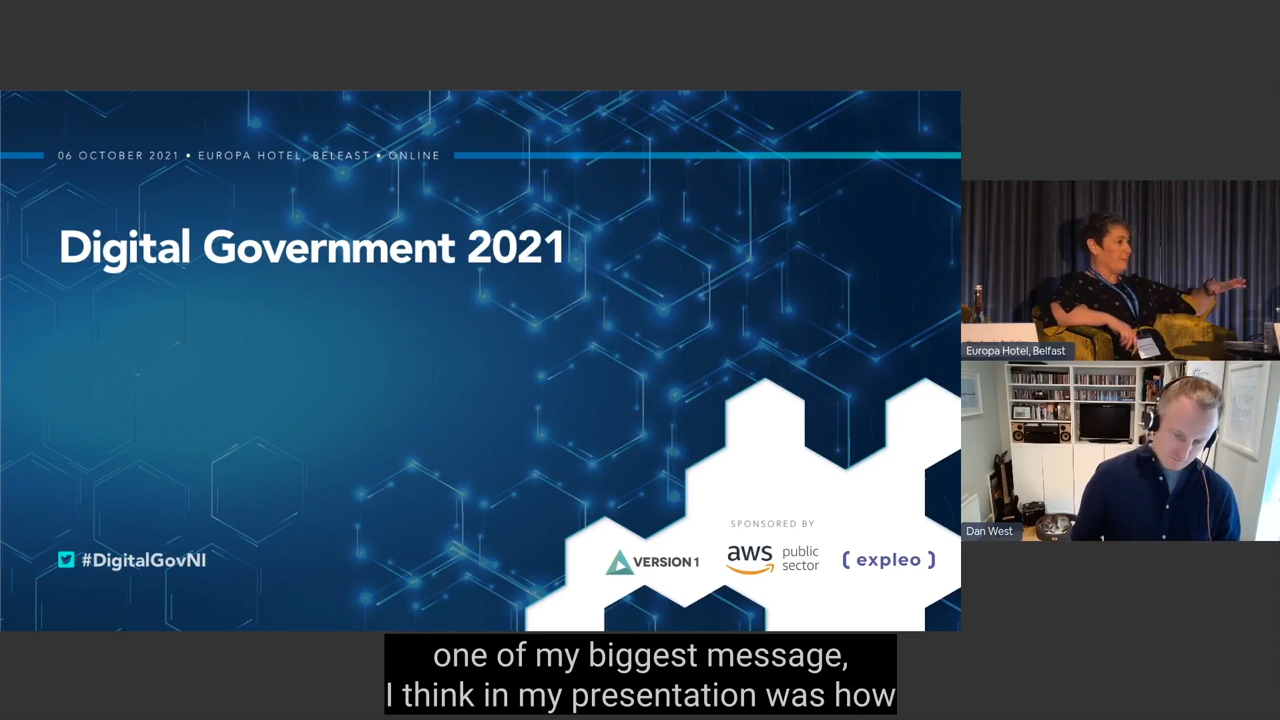 06 OCTOBER 2021 • EUROPA HOTEL, BELFAST • ONLINE
Digital Government 2021
#DigitalGovNI
SPONSORED BY
VERSION 1
aws public sector
( expleo )
Europa Hotel, Belfast
Dan West
one of my biggest message,
I think in my presentation was how